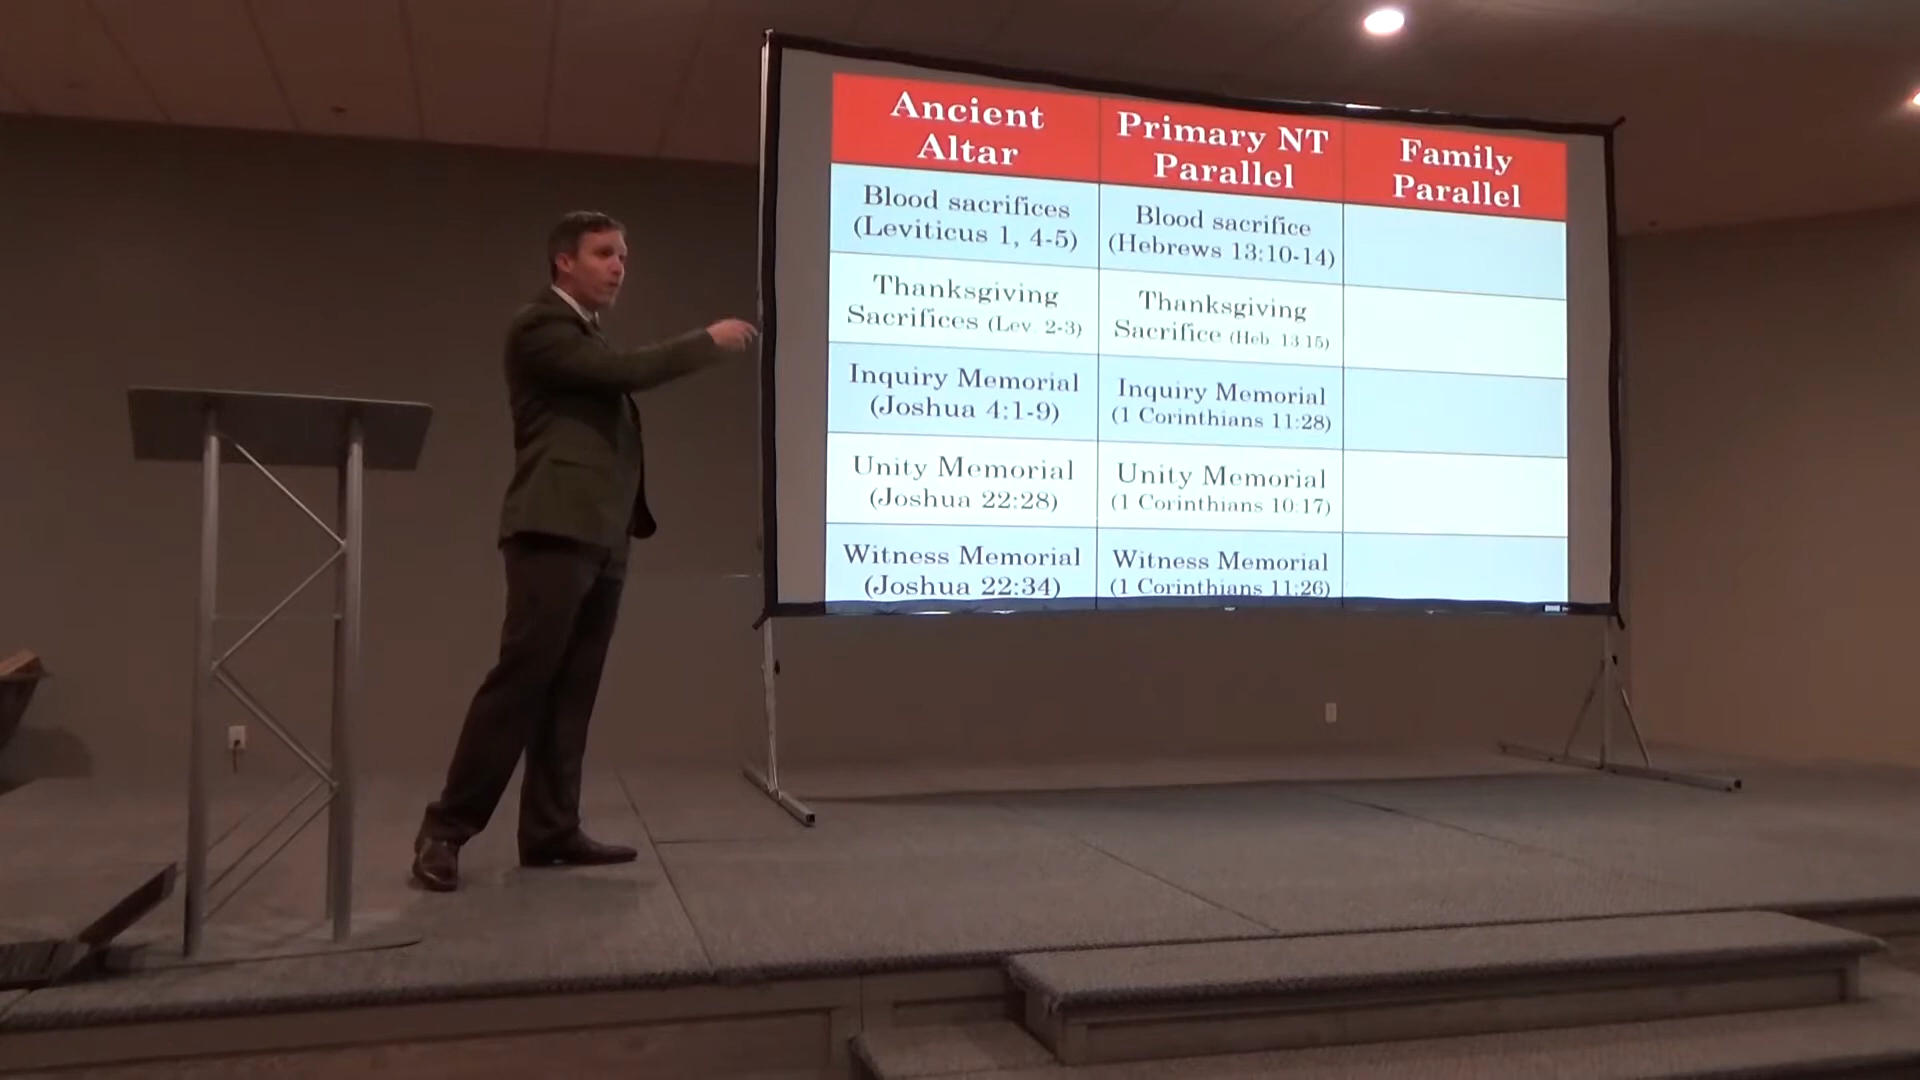 Ancient
Altar
Primary NT
Parallel
Family
Parallel
Blood sacrifices
(Leviticus 1, 4-5)
Blood sacrifice
(Hebrews 13:10-14)
Thanksgiving
Sacrifices (Lev. 2-3)
Thanksgiving
Sacrifice (Heb. 13:15)
Inquiry Memorial
(Joshua 4:1-9)
Inquiry Memorial
(1 Corinthians 11:28)
Unity Memorial
(Joshua 22:28)
Unity Memorial
(1 Corinthians 10:17)
Witness Memorial
(Joshua 22:34)
Witness Memorial
(1 Corinthians 11:26)